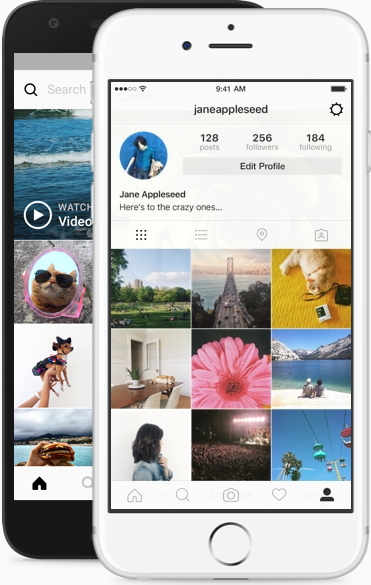 Search
WATCH
Video
9:41 AM
janeappleseed
128
posts
256
followers
184
following
Edit Profile
Jane Appleseed
Here's to the crazy ones...